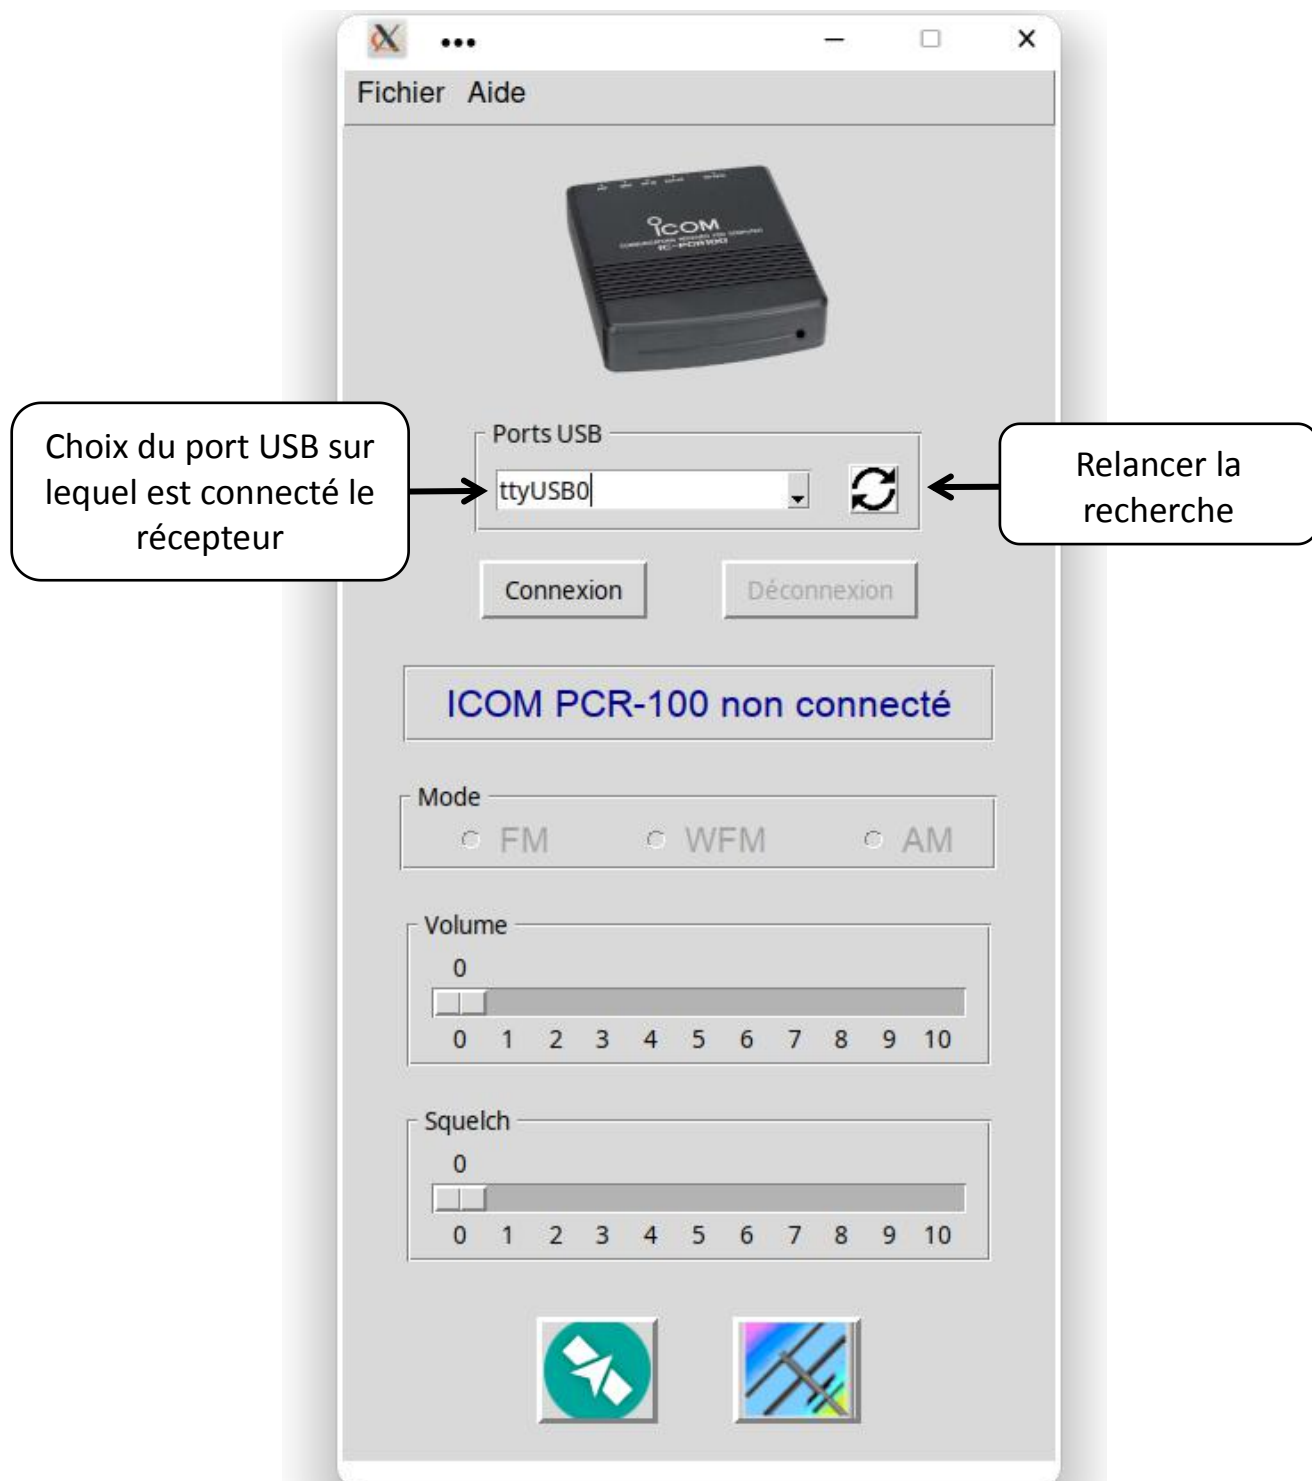 Fichier Aide
ICOM
IC-PCR100
Choix du port USB sur
lequel est connecté le
récepteur
Ports USB
ttyUSB0
Relancer la
recherche
Connexion Déconnexion
ICOM PCR-100 non connecté
Mode
FM WFM AM
Volume
0
0 1 2 3 4 5 6 7 8 9 10
Squelch
0
0 1 2 3 4 5 6 7 8 9 10